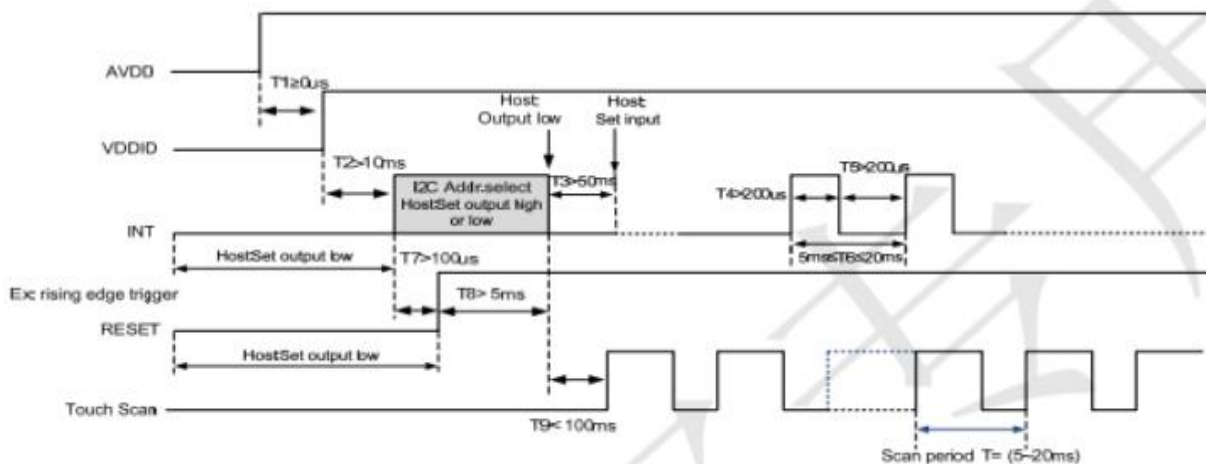 AVDD
T1≥0us
VDDIO
T2>10ms
Host
Output low
Host
Set input
I2C Addr.select
HostSet output high
or low
T3>50ms
T4>200us
T5>200us
INT
HostSet output low
T7>100us
5ms≤T6≤20ms
Ex: rising edge trigger
RESET
T8> 5ms
HostSet output low
Touch Scan
T9< 100ms
Scan period T= (5~20ms)